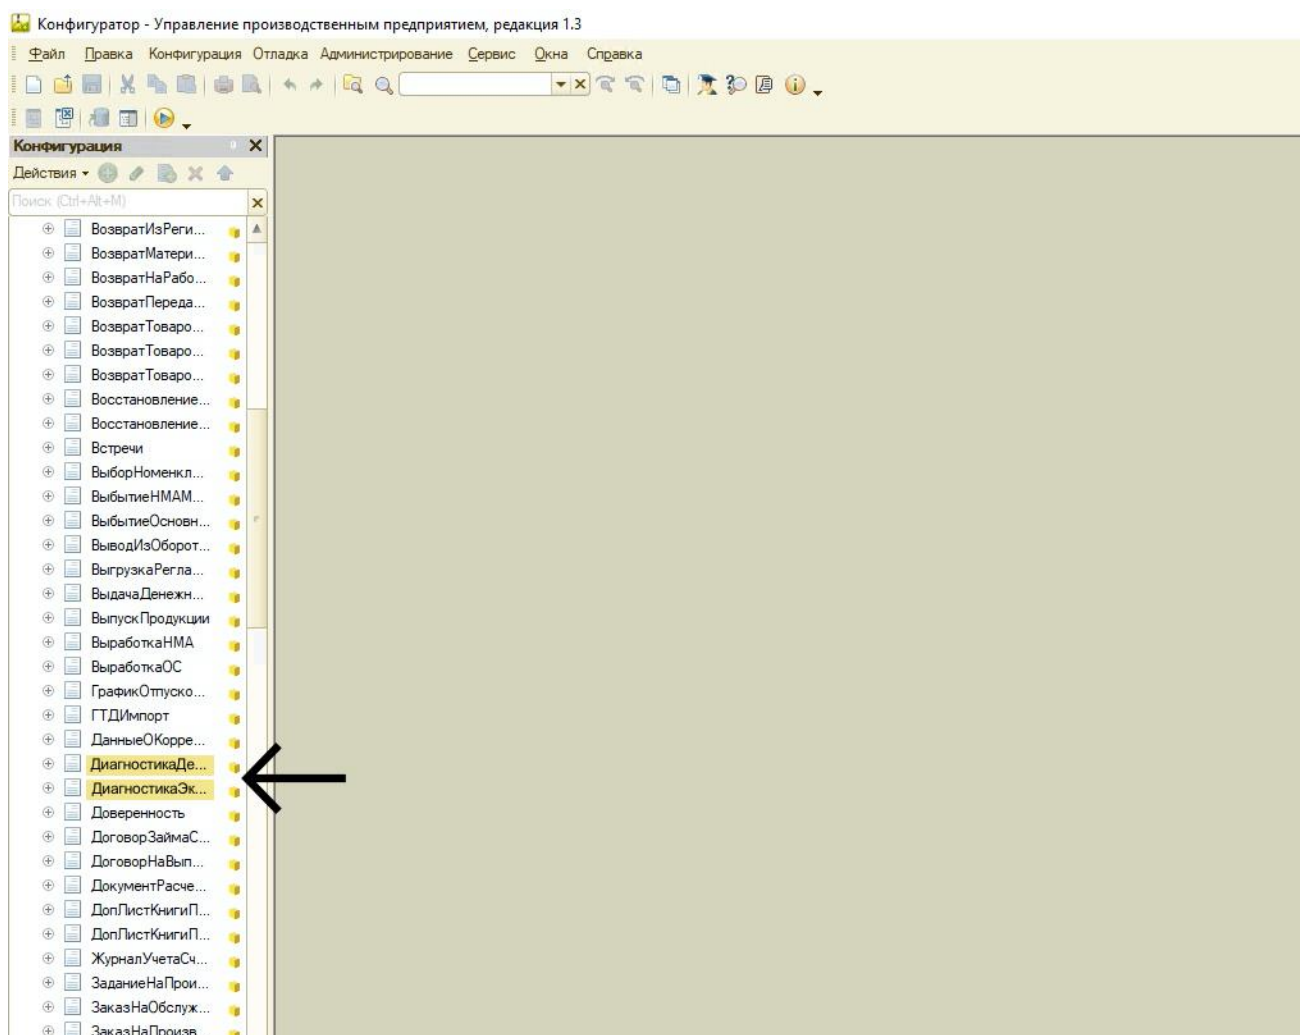 Конфигуратор - Управление производственным предприятием, редакция 1.3
Файл Правка Конфигурация Отладка Администрирование Сервис Окна Справка
Конфигурация
Действия
Поиск (Ctrl+Alt+M)
ВозвратИзРеги...
ВозвратМатери...
ВозвратНаРабо...
ВозвратПереда...
ВозвратТоваро...
ВозвратТоваро...
ВозвратТоваро...
Восстановление...
Восстановление...
Встречи
ВыборНоменкл...
ВыбытиеНМАМ...
ВыбытиеОсновн...
ВыводИзОборот...
ВыгрузкаРегла...
ВыдачаДенежн...
ВыпускПродукции
ВыработкаНМА
ВыработкаОС
ГрафикОтпуско...
ГТДИмпорт
ДанныеОКорре...
ДиагностикаДе...
ДиагностикаЭк...
Доверенность
ДоговорЗаймаС...
ДоговорНаВып...
ДокументРасче...
ДопЛистКнигиП...
ДопЛистКнигиП...
ЖурналУчетаСч...
ЗаданиеНаПрои...
ЗаказНаОбслуж...
ЗаказНаПроизв...